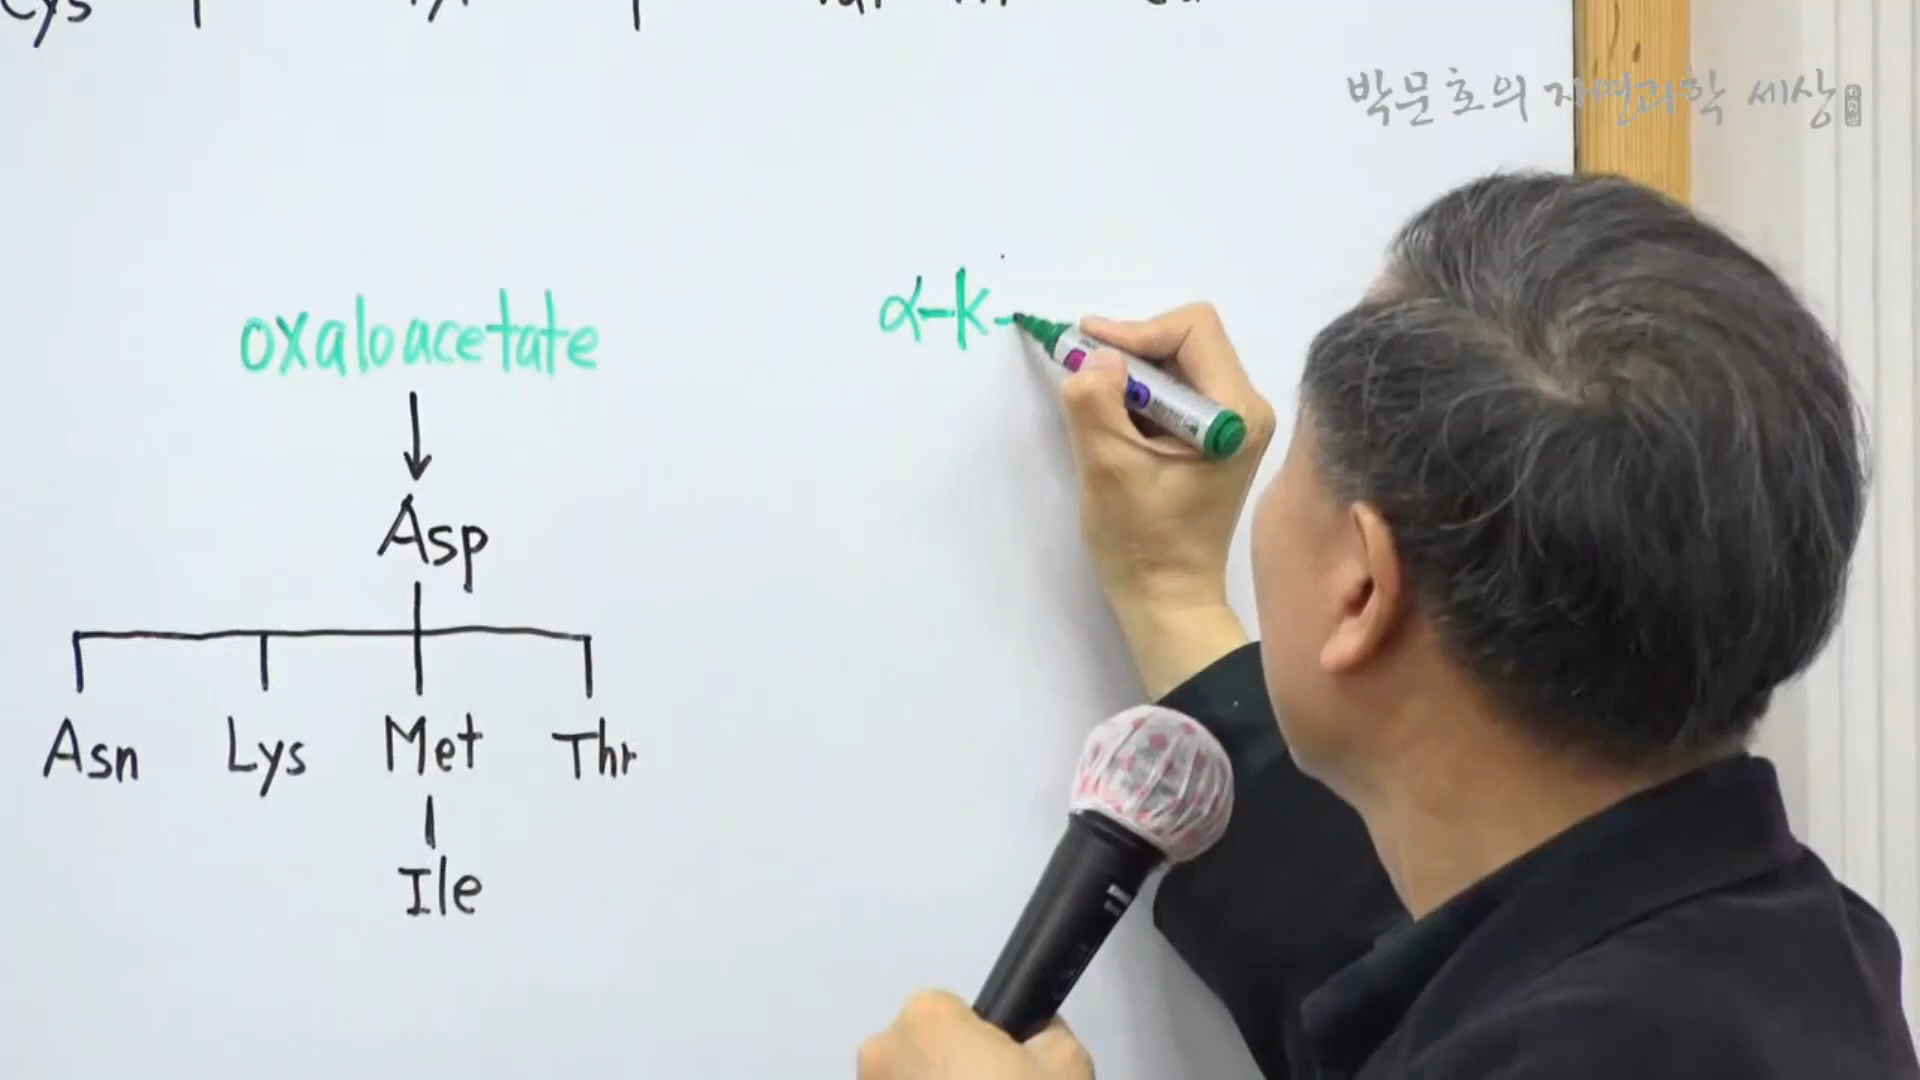 박문호의 자연과학 세상
oxaloacetate
α-k-
Asp
Asn Lys Met Thr
Ile